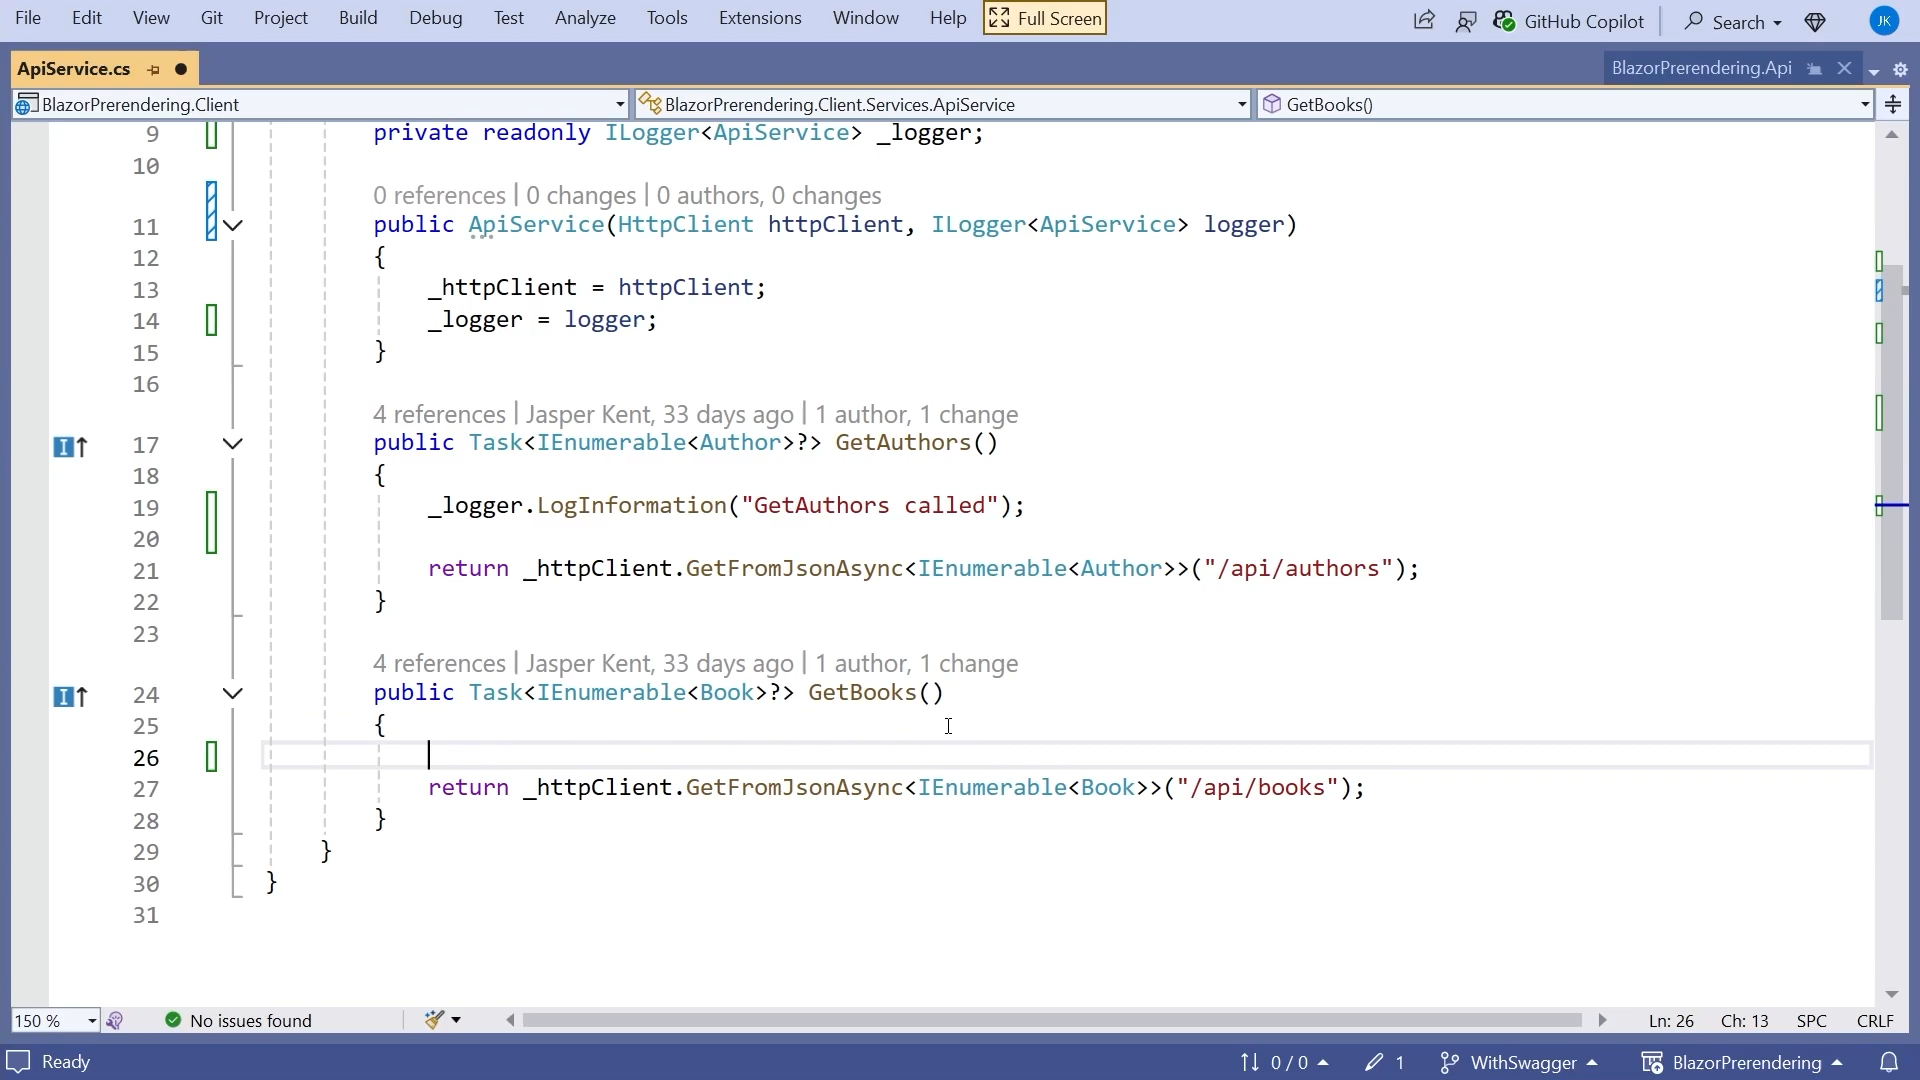 File Edit View Git Project Build Debug Test Analyze Tools Extensions Window Help Full Screen GitHub Copilot Search JK
ApiService.cs BlazorPrerendering.Api
BlazorPrerendering.Client BlazorPrerendering.Client.Services.ApiService GetBooks()
9 private readonly ILogger<ApiService> _logger;
10
0 references | 0 changes | 0 authors, 0 changes
11 public ApiService(HttpClient httpClient, ILogger<ApiService> logger)
12 {
13 _httpClient = httpClient;
14 _logger = logger;
15 }
16
4 references | Jasper Kent, 33 days ago | 1 author, 1 change
17 public Task<IEnumerable<Author>?> GetAuthors()
18 {
19 _logger.LogInformation("GetAuthors called");
20
21 return _httpClient.GetFromJsonAsync<IEnumerable<Author>>("/api/authors");
22 }
23
4 references | Jasper Kent, 33 days ago | 1 author, 1 change
24 public Task<IEnumerable<Book>?> GetBooks()
25 {
26
27 return _httpClient.GetFromJsonAsync<IEnumerable<Book>>("/api/books");
28 }
29 }
30 }
31
150 % No issues found Ln: 26 Ch: 13 SPC CRLF
Ready 0 / 0 1 WithSwagger BlazorPrerendering